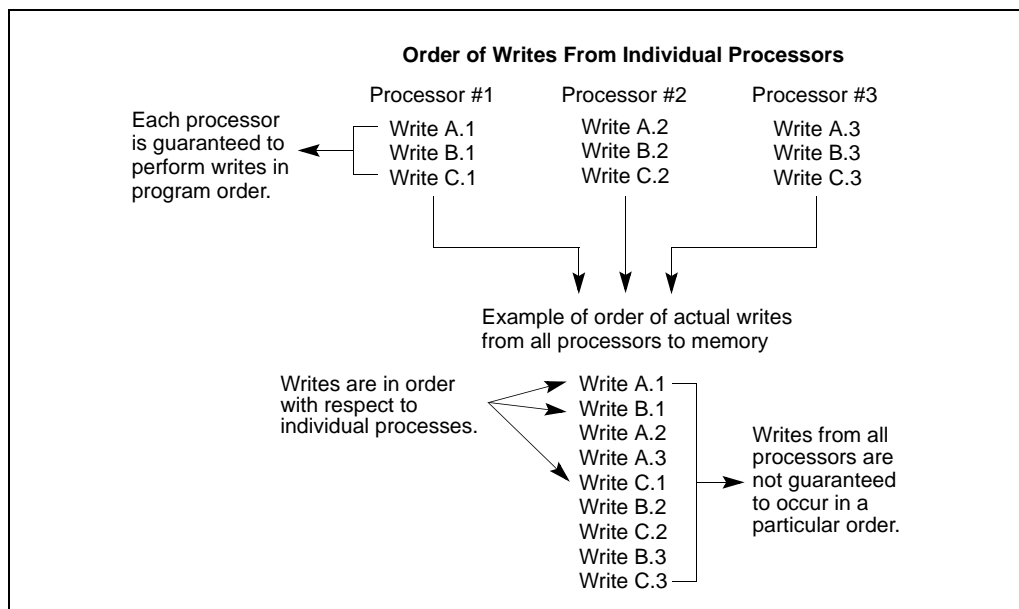 Order of Writes From Individual Processors
Processor #1
Processor #2
Processor #3
Each processor
is guaranteed to
perform writes in
program order.
Write A.1
Write B.1
Write C.1
Write A.2
Write B.2
Write C.2
Write A.3
Write B.3
Write C.3
Example of order of actual writes
from all processors to memory
Writes are in order
with respect to
individual processes.
Write A.1
Write B.1
Write A.2
Write A.3
Write C.1
Write B.2
Write C.2
Write B.3
Write C.3
Writes from all
processors are
not guaranteed
to occur in a
particular order.